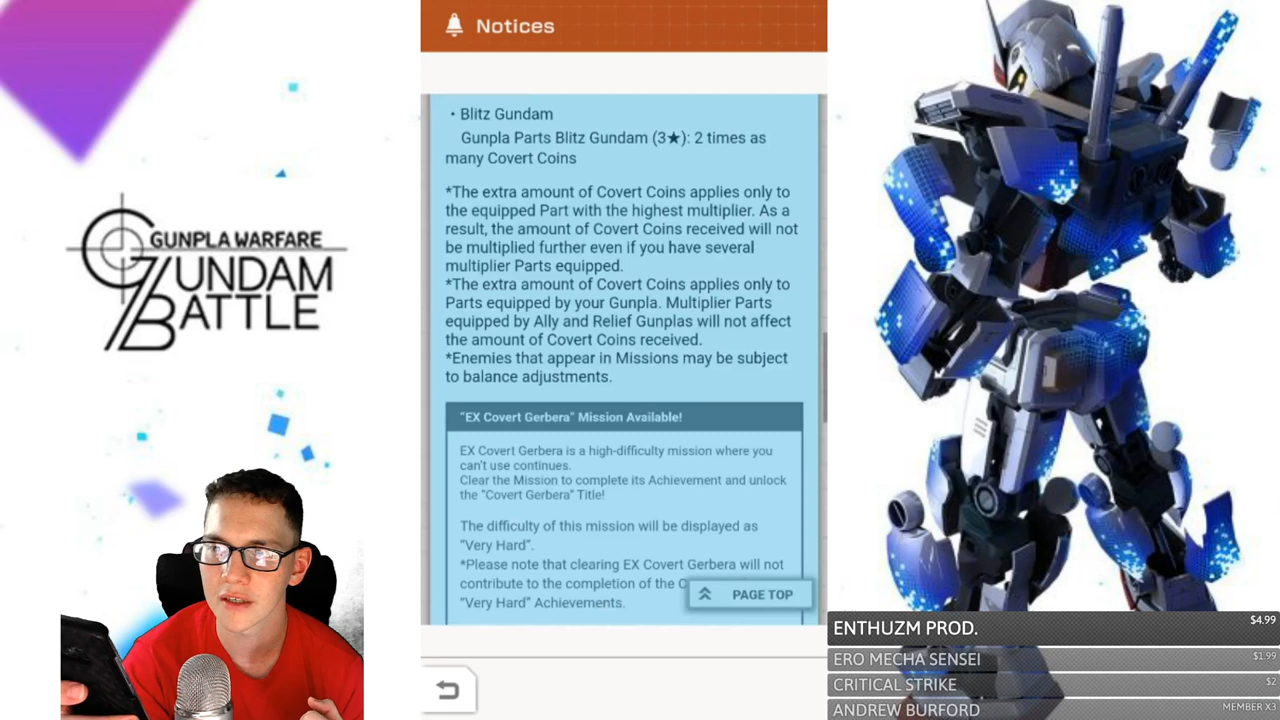 GUNPLA WARFARE
GUNDAM
BATTLE
Notices
・Blitz Gundam
Gunpla Parts Blitz Gundam (3★): 2 times as
many Covert Coins
*The extra amount of Covert Coins applies only to
the equipped Part with the highest multiplier. As a
result, the amount of Covert Coins received will not
be multiplied further even if you have several
multiplier Parts equipped.
*The extra amount of Covert Coins applies only to
Parts equipped by your Gunpla. Multiplier Parts
equipped by Ally and Relief Gunplas will not affect
the amount of Covert Coins received.
*Enemies that appear in Missions may be subject
to balance adjustments.
"EX Covert Gerbera" Mission Available!
EX Covert Gerbera is a high-difficulty mission where you
can't use continues.
Clear the Mission to complete its Achievement and unlock
the "Covert Gerbera" Title!
The difficulty of this mission will be displayed as
"Very Hard".
*Please note that clearing EX Covert Gerbera will not
contribute to the completion of the C
"Very Hard" Achievements.
PAGE TOP
ENTHUZM PROD. $4.99
ERO MECHA SENSEI $1.99
CRITICAL STRIKE $2
ANDREW BURFORD MEMBER X3